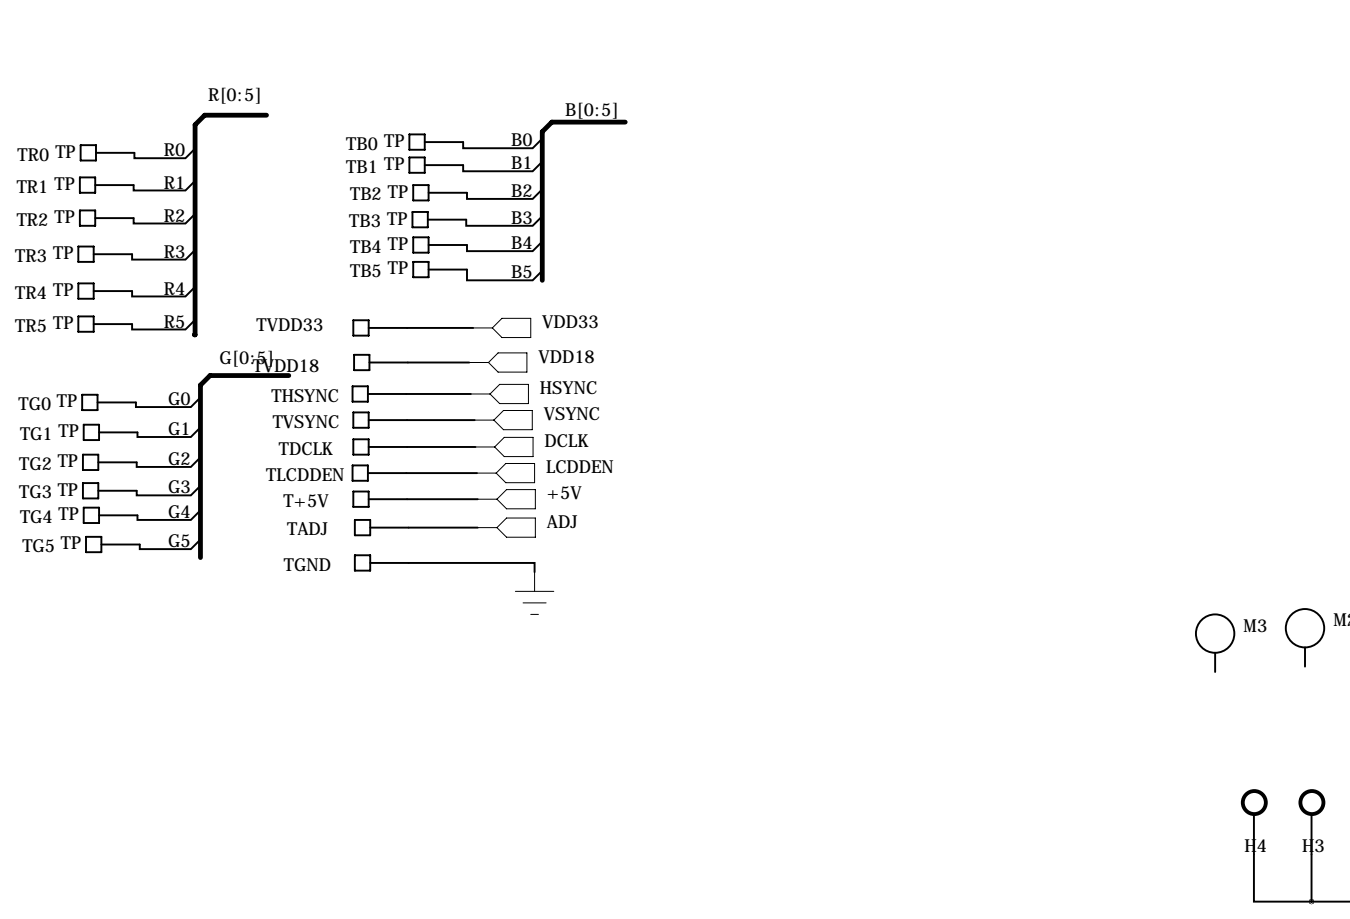 R[0:5]
TR0 TP R0
TR1 TP R1
TR2 TP R2
TR3 TP R3
TR4 TP R4
TR5 TP R5
B[0:5]
TB0 TP B0
TB1 TP B1
TB2 TP B2
TB3 TP B3
TB4 TP B4
TB5 TP B5
G[0:5]
TG0 TP G0
TG1 TP G1
TG2 TP G2
TG3 TP G3
TG4 TP G4
TG5 TP G5
TVDD33 VDD33
TVDD18 VDD18
THSYNC HSYNC
TVSYNC VSYNC
TDCLK DCLK
TLCDDEN LCDDEN
T+5V +5V
TADJ ADJ
TGND
M3 M2
H4 H3